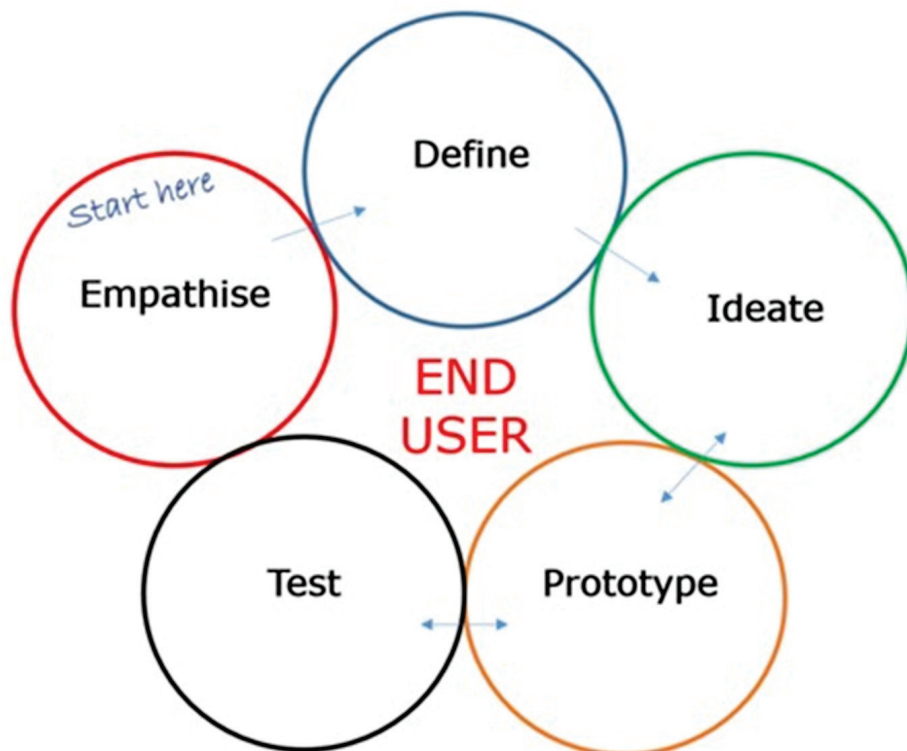 Define
Start here
Empathise
Ideate
END
USER
Test
Prototype